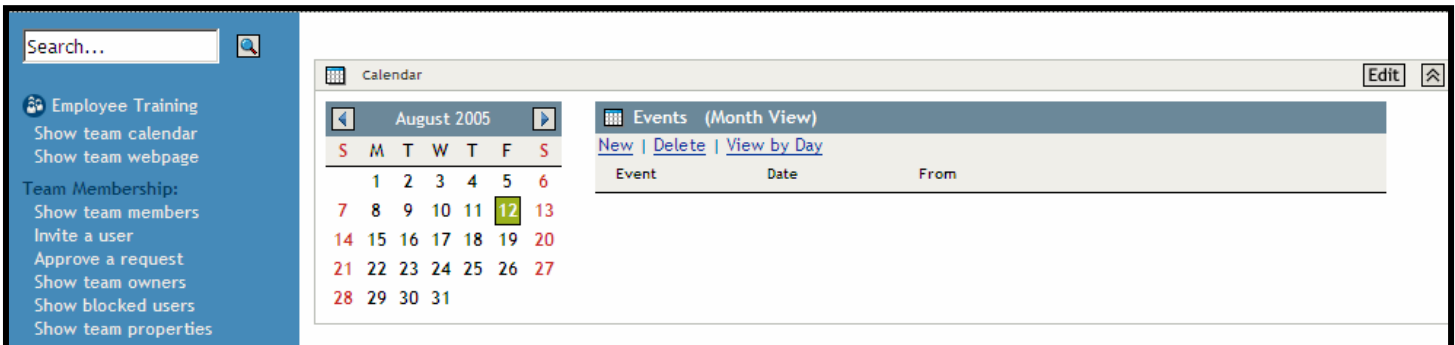 Search...
Employee Training
Show team calendar
Show team webpage
Team Membership:
Show team members
Invite a user
Approve a request
Show team owners
Show blocked users
Show team properties
Calendar
Edit
August 2005
S M T W T F S
1 2 3 4 5 6
7 8 9 10 11 12 13
14 15 16 17 18 19 20
21 22 23 24 25 26 27
28 29 30 31
Events (Month View)
New | Delete | View by Day
Event Date From